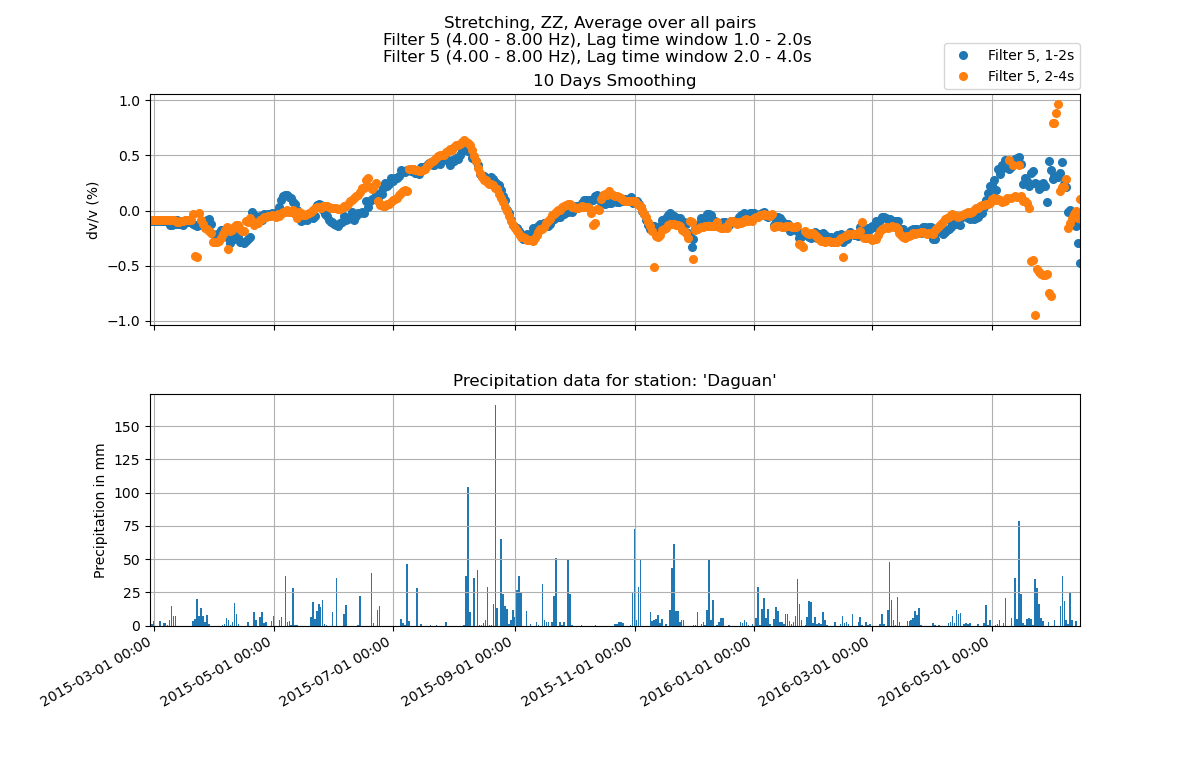 Stretching, ZZ, Average over all pairs
Filter 5 (4.00 - 8.00 Hz), Lag time window 1.0 - 2.0s
Filter 5 (4.00 - 8.00 Hz), Lag time window 2.0 - 4.0s
10 Days Smoothing
Filter 5, 1-2s
Filter 5, 2-4s
dv/v (%)
1.0
0.5
0.0
−0.5
−1.0
Precipitation data for station: 'Daguan'
Precipitation in mm
150
125
100
75
50
25
0
2015-03-01 00:00
2015-05-01 00:00
2015-07-01 00:00
2015-09-01 00:00
2015-11-01 00:00
2016-01-01 00:00
2016-03-01 00:00
2016-05-01 00:00